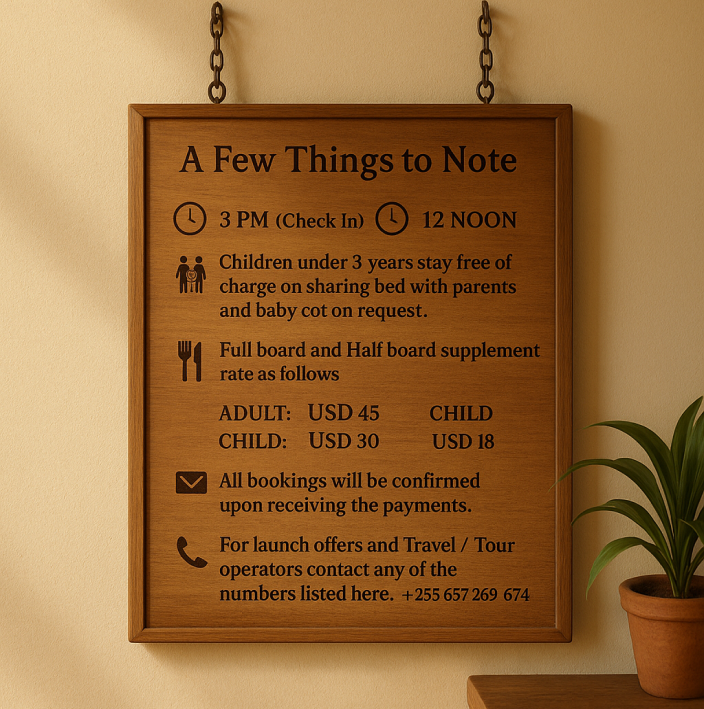 A Few Things to Note
3 PM (Check In) 12 NOON
Children under 3 years stay free of
charge on sharing bed with parents
and baby cot on request.
Full board and Half board supplement
rate as follows
ADULT: USD 45 CHILD
CHILD: USD 30 USD 18
All bookings will be confirmed
upon receiving the payments.
For launch offers and Travel / Tour
operators contact any of the
numbers listed here. +255 657 269 674